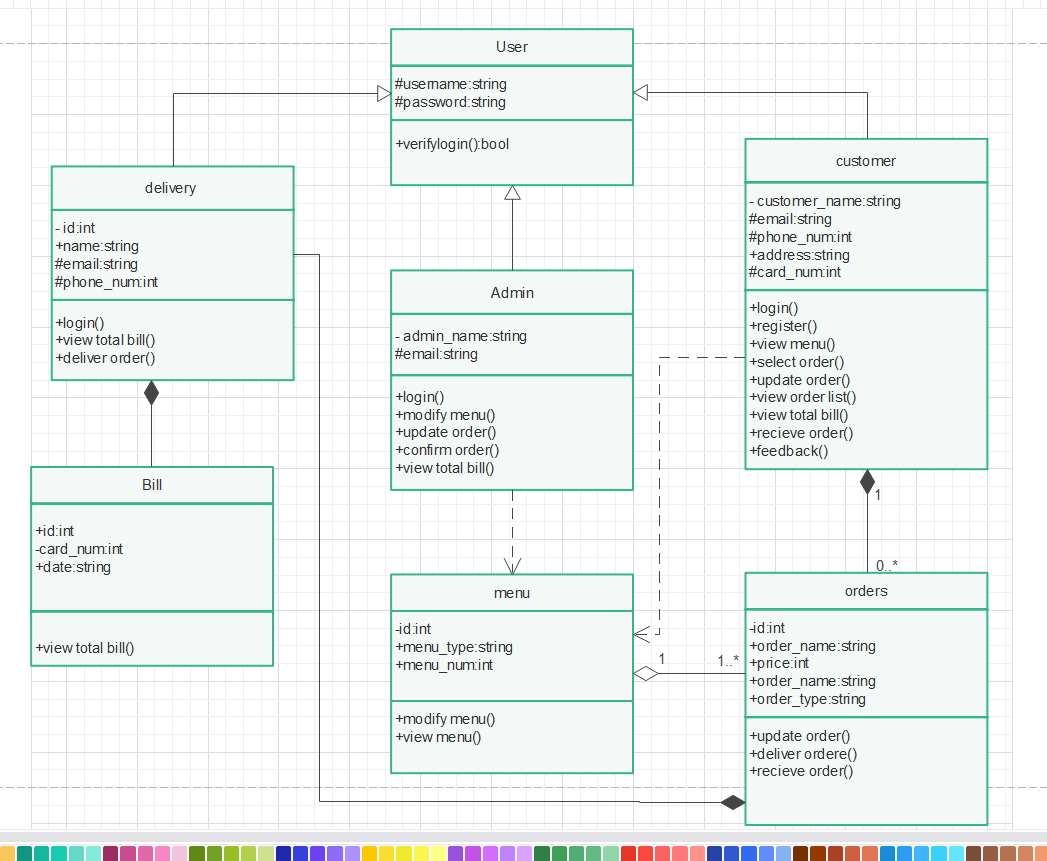 User
#username:string
#password:string
+verifylogin():bool
delivery
- id:int
+name:string
#email:string
#phone_num:int
+login()
+view total bill()
+deliver order()
customer
- customer_name:string
#email:string
#phone_num:int
+address:string
#card_num:int
+login()
+register()
+view menu()
+select order()
+update order()
+view order list()
+view total bill()
+recieve order()
+feedback()
Admin
- admin_name:string
#email:string
+login()
+modify menu()
+update order()
+confirm order()
+view total bill()
Bill
+id:int
-card_num:int
+date:string
+view total bill()
1
0..*
menu
-id:int
+menu_type:string
+menu_num:int
+modify menu()
+view menu()
1
1..*
orders
-id:int
+order_name:string
+price:int
+order_name:string
+order_type:string
+update order()
+deliver ordere()
+recieve order()